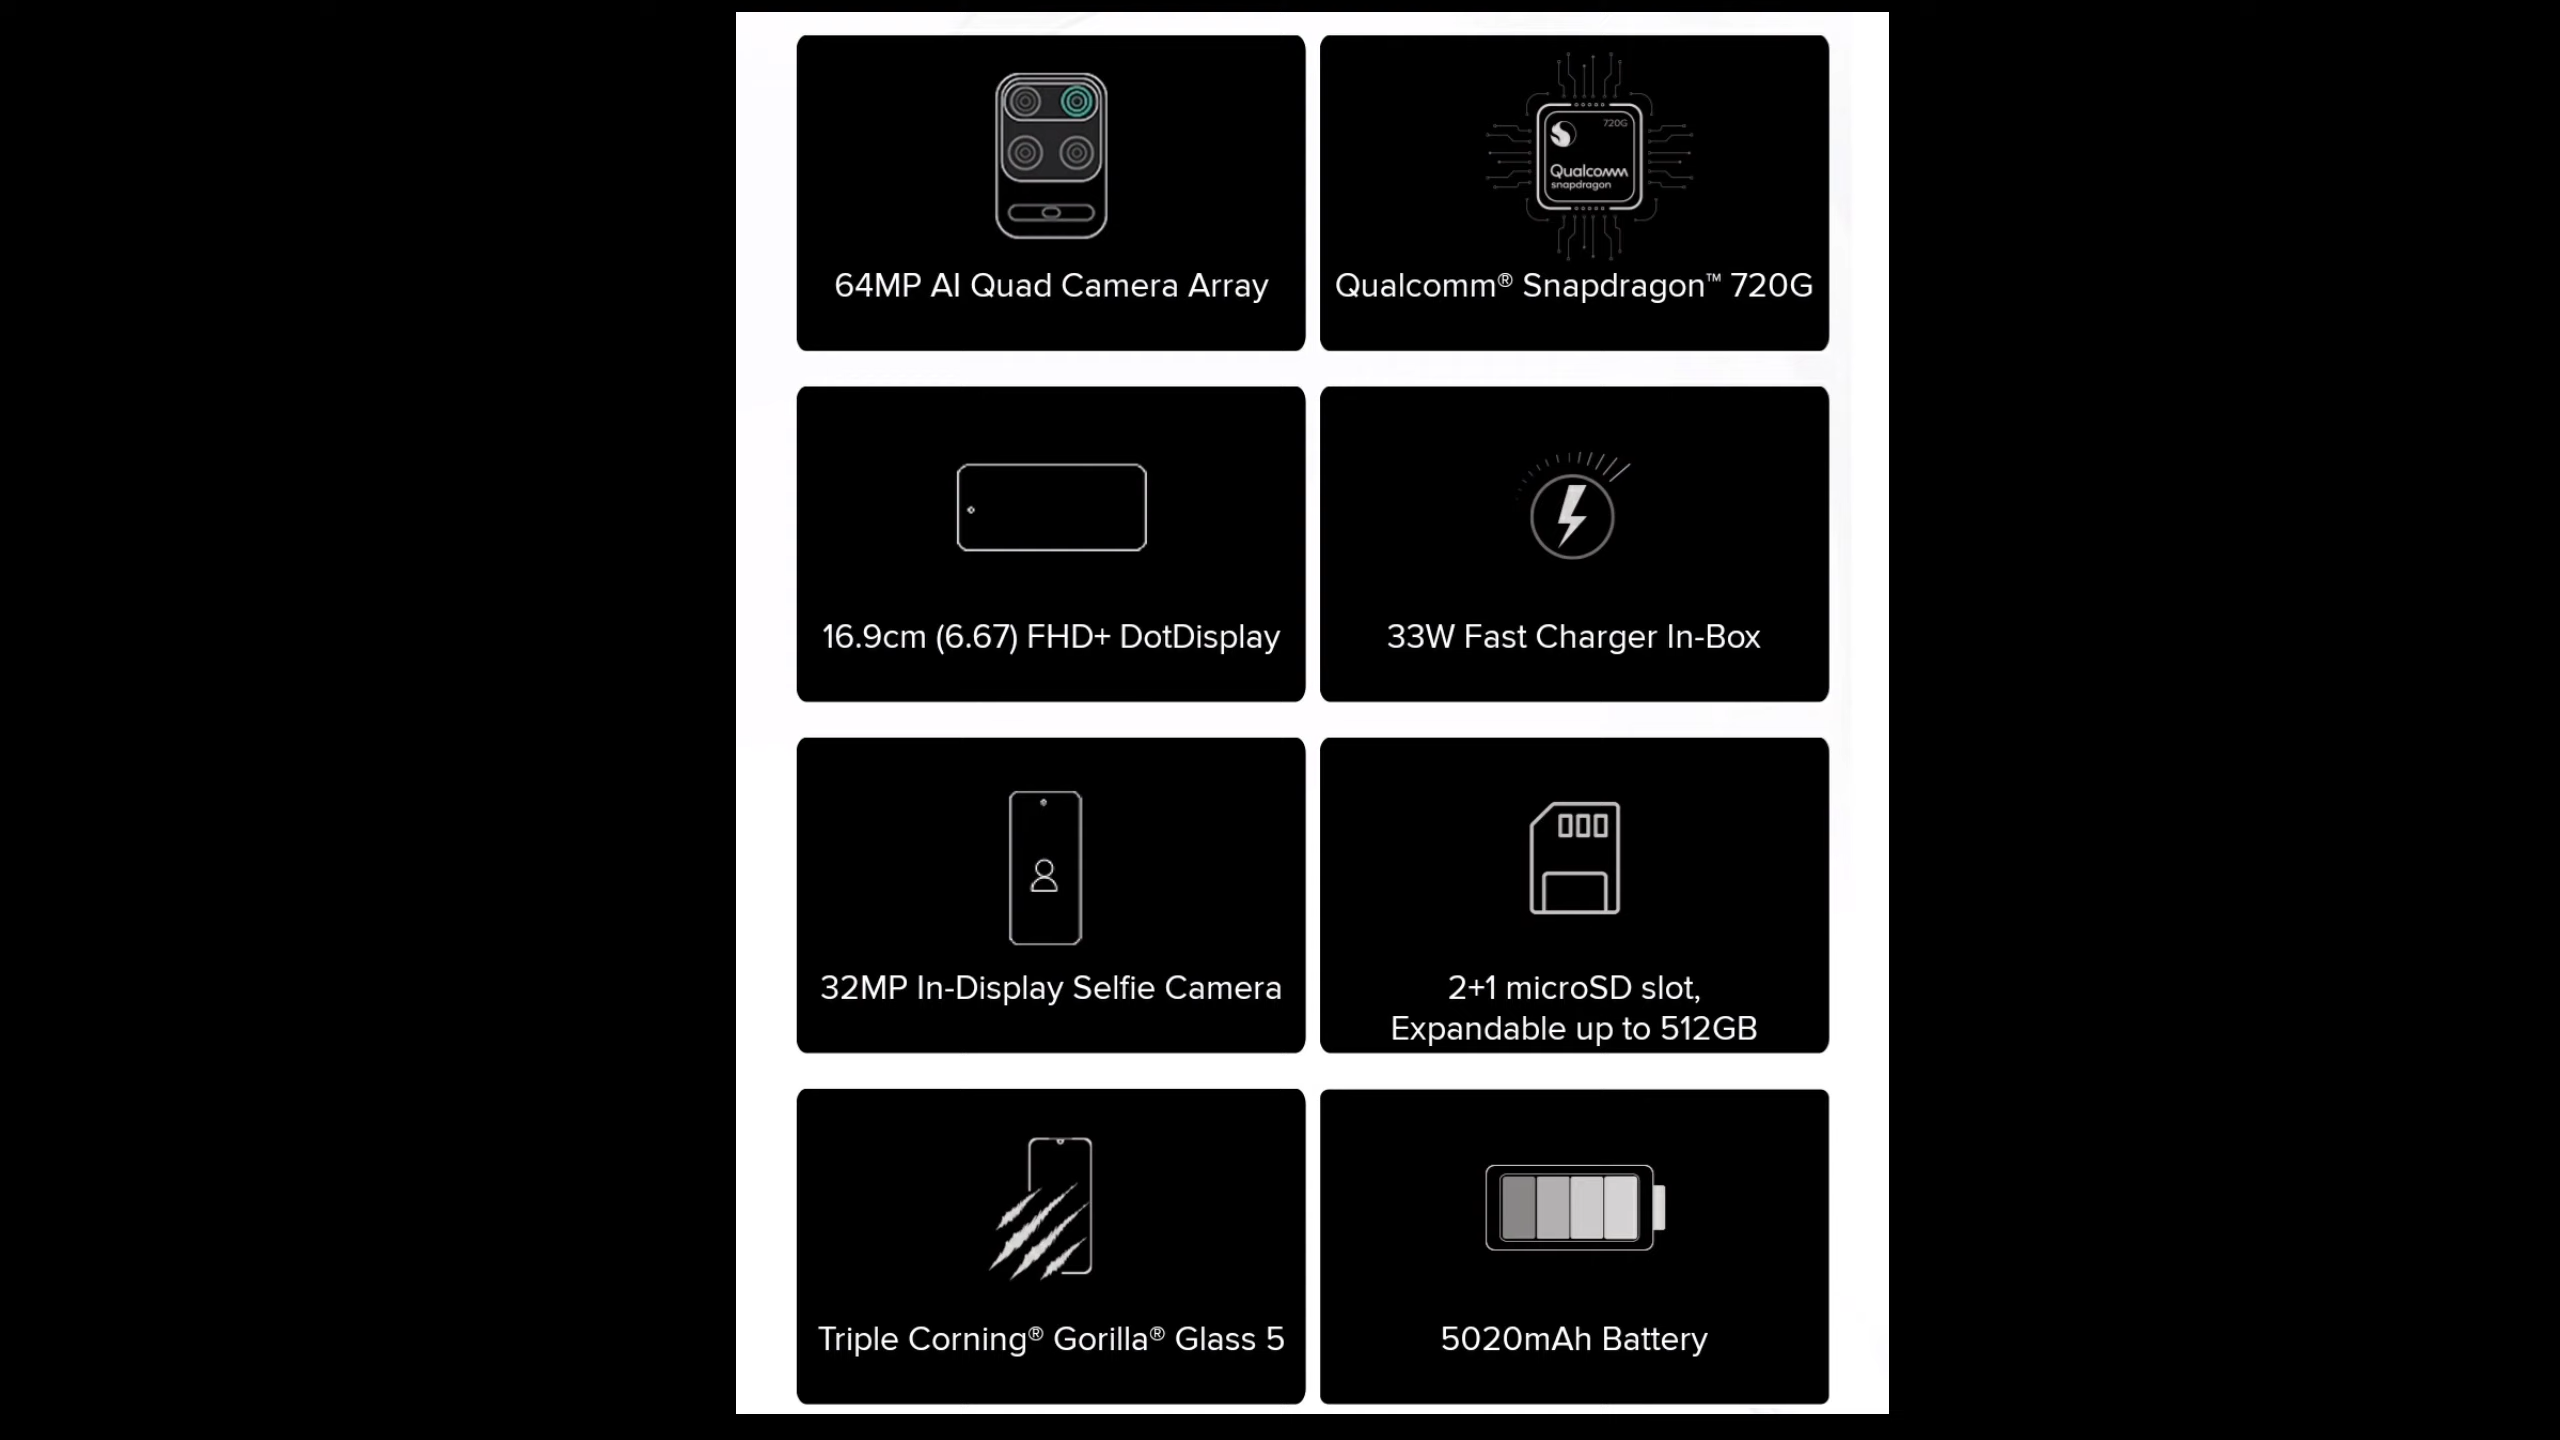 720G
Qualcomm
snapdragon
64MP AI Quad Camera Array
Qualcomm® Snapdragon™ 720G
16.9cm (6.67) FHD+ DotDisplay
33W Fast Charger In-Box
32MP In-Display Selfie Camera
2+1 microSD slot,
Expandable up to 512GB
Triple Corning® Gorilla® Glass 5
5020mAh Battery